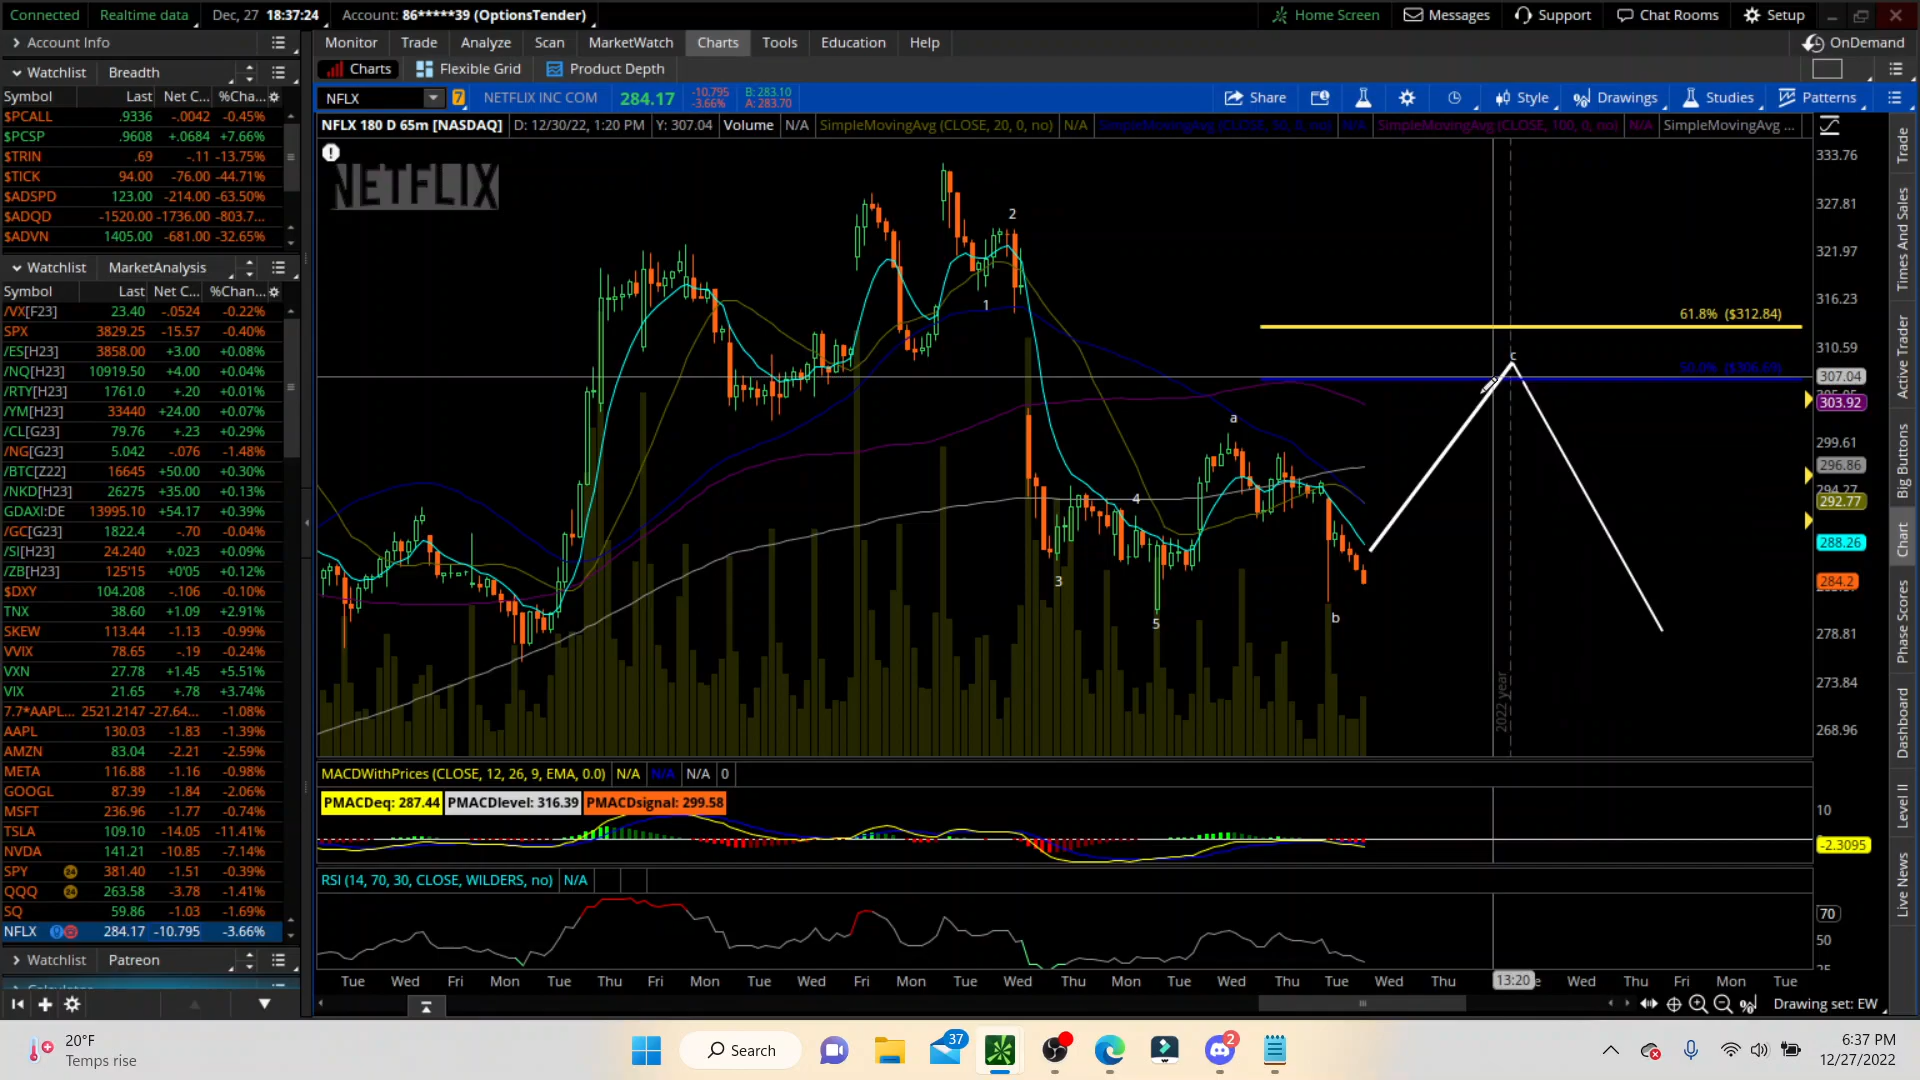 Connected Realtime data Dec, 27 18:37:24 Account: 86*****39 (OptionsTender) Home Screen Messages Support Chat Rooms Setup
Account Info Monitor Trade Analyze Scan MarketWatch Charts Tools Education Help OnDemand
Watchlist Breadth Charts Flexible Grid Product Depth
Symbol Last Net C... %Cha...
NFLX 7 NETFLIX INC COM 284.17 -10.795 -3.66% B: 283.10 A: 283.70 Share Style Drawings Studies Patterns
$PCALL .9336 -.0042 -0.45%
$PCSP .9608 +.0684 +7.66%
$TRIN .69 -.11 -13.75%
$TICK 94.00 -76.00 -44.71%
$ADSPD 123.00 -214.00 -63.50%
$ADQD -1520.00 -1736.00 -803.7...
$ADVN 1405.00 -681.00 -32.65%
NFLX 180 D 65m [NASDAQ] D: 12/30/22, 1:20 PM Y: 307.04 Volume N/A SimpleMovingAvg (CLOSE, 20, 0, no) N/A SimpleMovingAvg (CLOSE, 50, 0, no) N/A SimpleMovingAvg (CLOSE, 100, 0, no) N/A SimpleMovingAvg ...
NETFLIX
Watchlist MarketAnalysis
Symbol Last Net C... %Chan...
/VX[F23] 23.40 -.0524 -0.22%
SPX 3829.25 -15.57 -0.40%
/ES[H23] 3858.00 +3.00 +0.08%
/NQ[H23] 10919.50 +4.00 +0.04%
/RTY[H23] 1761.0 +.20 +0.01%
/YM[H23] 33440 +24.00 +0.07%
/CL[G23] 79.76 +.23 +0.29%
/NG[G23] 5.042 -.076 -1.48%
/BTC[Z22] 16645 +50.00 +0.30%
/NKD[H23] 26275 +35.00 +0.13%
GDAXI:DE 13995.10 +54.17 +0.39%
/GC[G23] 1822.4 -.70 -0.04%
/SI[H23] 24.240 +.023 +0.09%
/ZB[H23] 125'15 +0'05 +0.12%
$DXY 104.208 -.106 -0.10%
TNX 38.60 +1.09 +2.91%
SKEW 113.44 -1.13 -0.99%
VVIX 78.65 -.19 -0.24%
VXN 27.78 +1.45 +5.51%
VIX 21.65 +.78 +3.74%
7.7*AAPL... 2521.2147 -27.64... -1.08%
AAPL 130.03 -1.83 -1.39%
AMZN 83.04 -2.21 -2.59%
META 116.88 -1.16 -0.98%
GOOGL 87.39 -1.84 -2.06%
MSFT 236.96 -1.77 -0.74%
TSLA 109.10 -14.05 -11.41%
NVDA 141.21 -10.85 -7.14%
SPY 381.40 -1.51 -0.39%
QQQ 263.58 -3.78 -1.41%
SQ 59.86 -1.03 -1.69%
NFLX 284.17 -10.795 -3.66%
Watchlist Patreon
1
2
3
4
5
a
b
c
61.8% ($312.84)
2022 year
333.76
327.81
321.97
316.23
310.59
307.04
303.92
299.61
296.86
294.27
292.77
288.26
284.2
278.81
273.84
268.96
MACDWithPrices (CLOSE, 12, 26, 9, EMA, 0.0) N/A N/A N/A 0
PMACDeq: 287.44 PMACDlevel: 316.39 PMACDsignal: 299.58
10
-2.3095
RSI (14, 70, 30, CLOSE, WILDERS, no) N/A
70
50
Tue Wed Fri Mon Tue Thu Fri Mon Tue Wed Fri Mon Tue Wed Thu Mon Tue Wed Thu Tue Wed Thu 13:20 Wed Thu Fri Mon Tue
Drawing set: EW
Trade
Times And Sales
Active Trader
Big Buttons
Chart
Phase Scores
Dashboard
Level II
Live News
20°F
Temps rise
Search
37
2
6:37 PM
12/27/2022